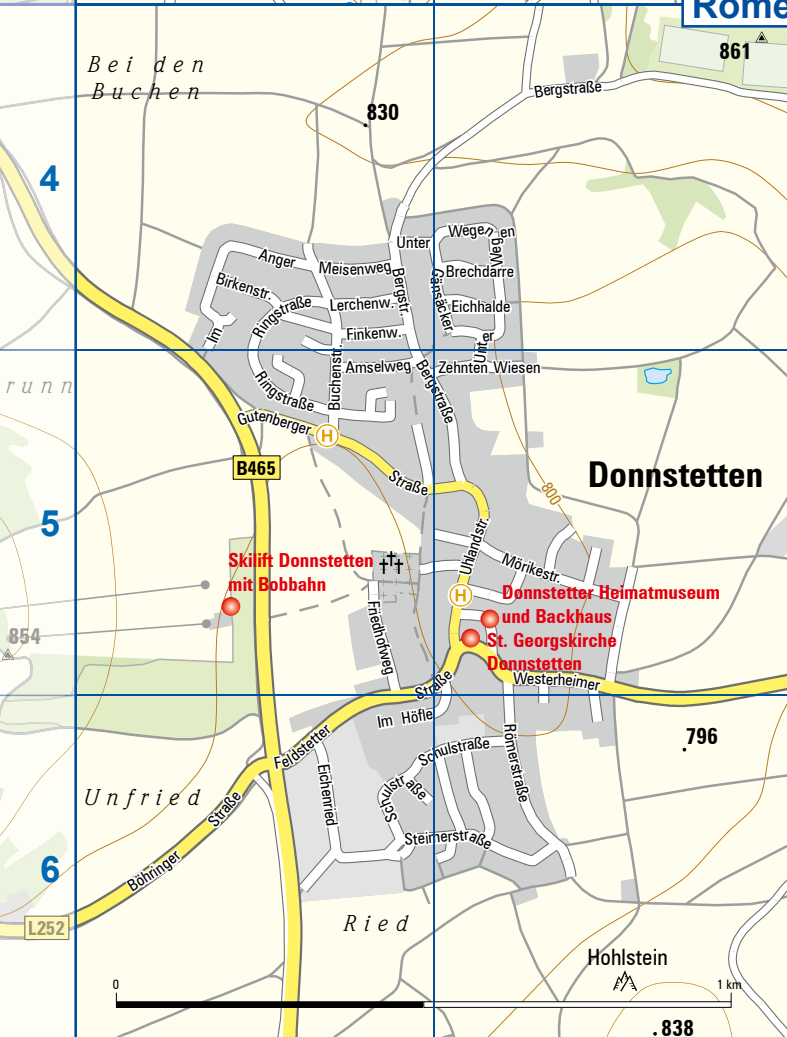 Röme
861
Bei den
Buchen
830
Bergstraße
4
Unter
Wegen
Wegen
Anger
Meisenweg
Bergstr.
Gänsäcker
Brechdarre
Birkenstr.
Ringstraße
Lerchenw.
Eichhalde
Im
Finkenw.
Unter
runn
Ringstraße
Buchenstr.
Amselweg
Bergstraße
Zehnten Wiesen
Gutenberger
H
B465
Straße
800
Donnstetten
5
Uhlandstr.
Skilift Donnstetten
mit Bobbahn
Mörikestr.
H
Donnstetter Heimatmuseum
und Backhaus
St. Georgskirche
Donnstetten
854
Friedhofweg
Straße
Westerheimer
Im Höfle
796
Feldstetter
Schulstraße
Römerstraße
Eichenried
Schulstraße
Unfried
Straße
Steimerstraße
6
Böhringer
L252
Ried
Hohlstein
0
1 km
838